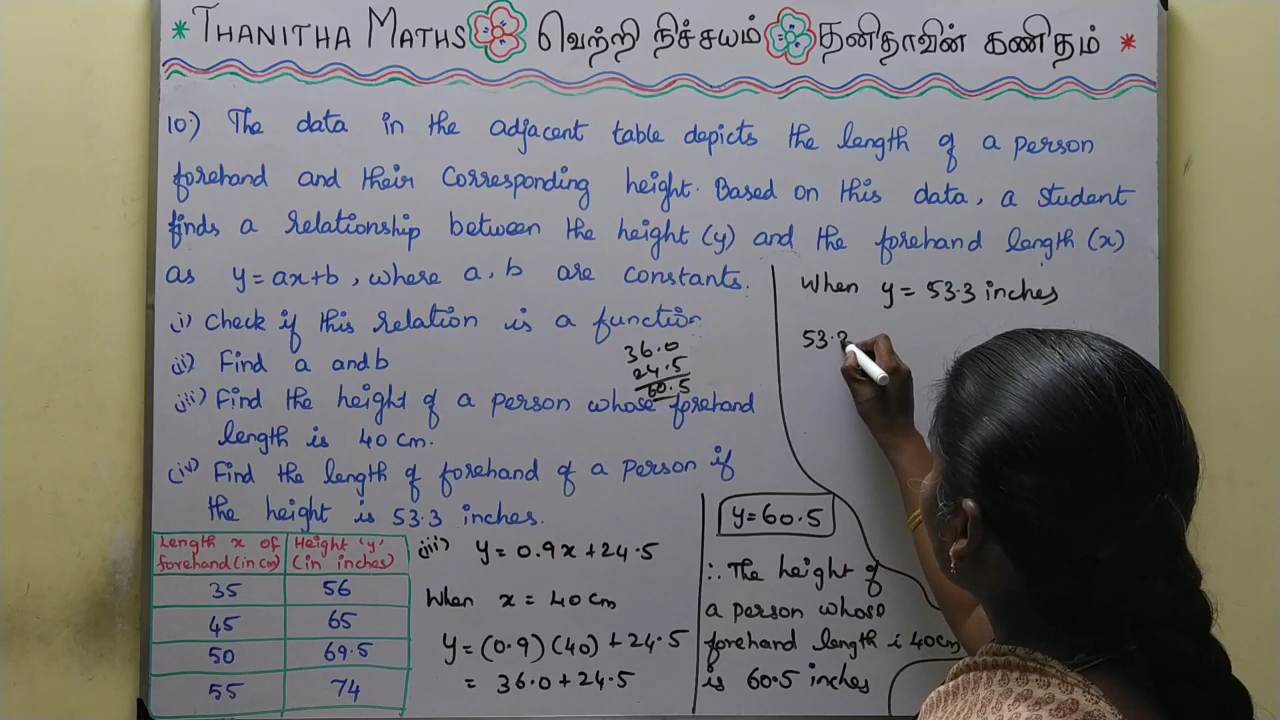 * THANITHA MATHS வெற்றி நிச்சயம் தனிதாவின் கணிதம் *
10.) The data in the adjacent table depicts the length of a person
forehand and their corresponding height. Based on this data, a student
finds a relationship between the height (y) and the forehand length (x)
as y = ax+b, where a, b are constants.
i) Check if this relation is a function
ii) Find a and b
iii) Find the height of a person whose forehand
length is 40 cm.
(iv) Find the length of forehand of a person if
the height is 53.3 inches.
36.0
24.5
60.5
Length x of forehand (in cm) Height 'y' (in inches)
35 56
45 65
50 69.5
55 74
iii) y = 0.9x + 24.5
When x = 40 cm
y = (0.9) (40) + 24.5
= 36.0 + 24.5
y = 60.5
∴ The height of
a person whose
forehand length i 40cm
is 60.5 inches
When y = 53.3 inches
53.3